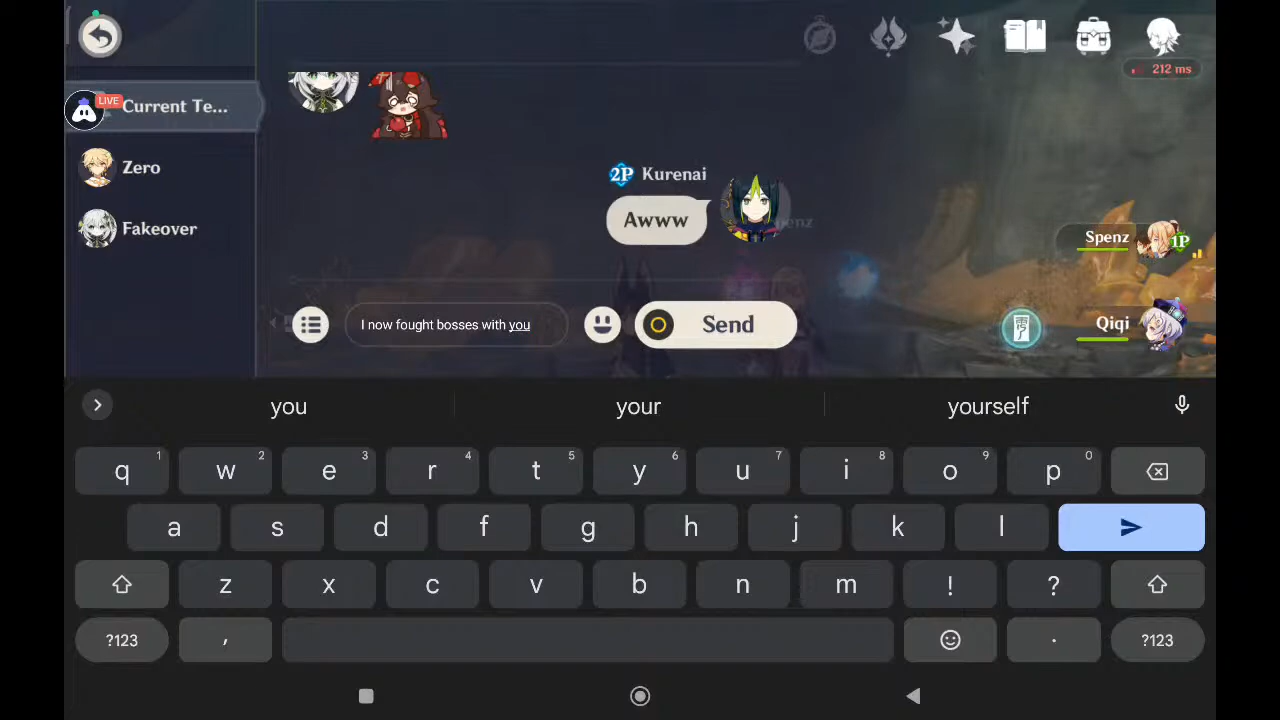 212 ms
LIVE
Current Te...
Zero
Fakeover
2P Kurenai
Awww
Spenz 1P
Qiqi
I now fought bosses with you
Send
you your yourself
q 1 w 2 e 3 r 4 t 5 y 6 u 7 i 8 o 9 p 0
a s d f g h j k l
z x c v b n m ! ?
?123 , . ?123